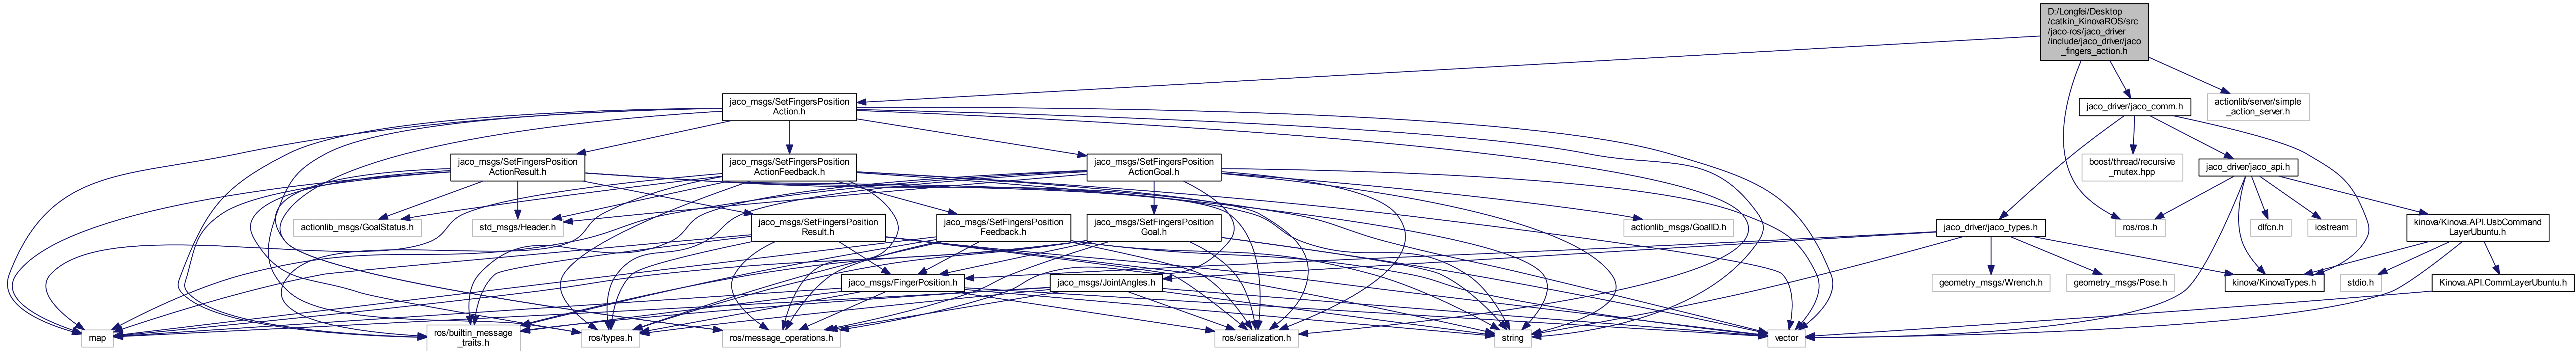 D:/Longfei/Desktop
/catkin_KinovaROS/src
/jaco-ros/jaco_driver
/include/jaco_driver/jaco
_fingers_action.h
jaco_msgs/SetFingersPosition
Action.h
jaco_driver/jaco_comm.h
actionlib/server/simple
_action_server.h
jaco_msgs/SetFingersPosition
ActionResult.h
jaco_msgs/SetFingersPosition
ActionFeedback.h
jaco_msgs/SetFingersPosition
ActionGoal.h
boost/thread/recursive
_mutex.hpp
jaco_driver/jaco_api.h
actionlib_msgs/GoalStatus.h
std_msgs/Header.h
jaco_msgs/SetFingersPosition
Result.h
jaco_msgs/SetFingersPosition
Feedback.h
jaco_msgs/SetFingersPosition
Goal.h
actionlib_msgs/GoalID.h
jaco_driver/jaco_types.h
ros/ros.h
dlfcn.h
iostream
kinova/Kinova.API.UsbCommand
LayerUbuntu.h
jaco_msgs/FingerPosition.h
jaco_msgs/JointAngles.h
geometry_msgs/Wrench.h
geometry_msgs/Pose.h
kinova/KinovaTypes.h
stdio.h
Kinova.API.CommLayerUbuntu.h
map
ros/builtin_message
_traits.h
ros/types.h
ros/message_operations.h
ros/serialization.h
string
vector